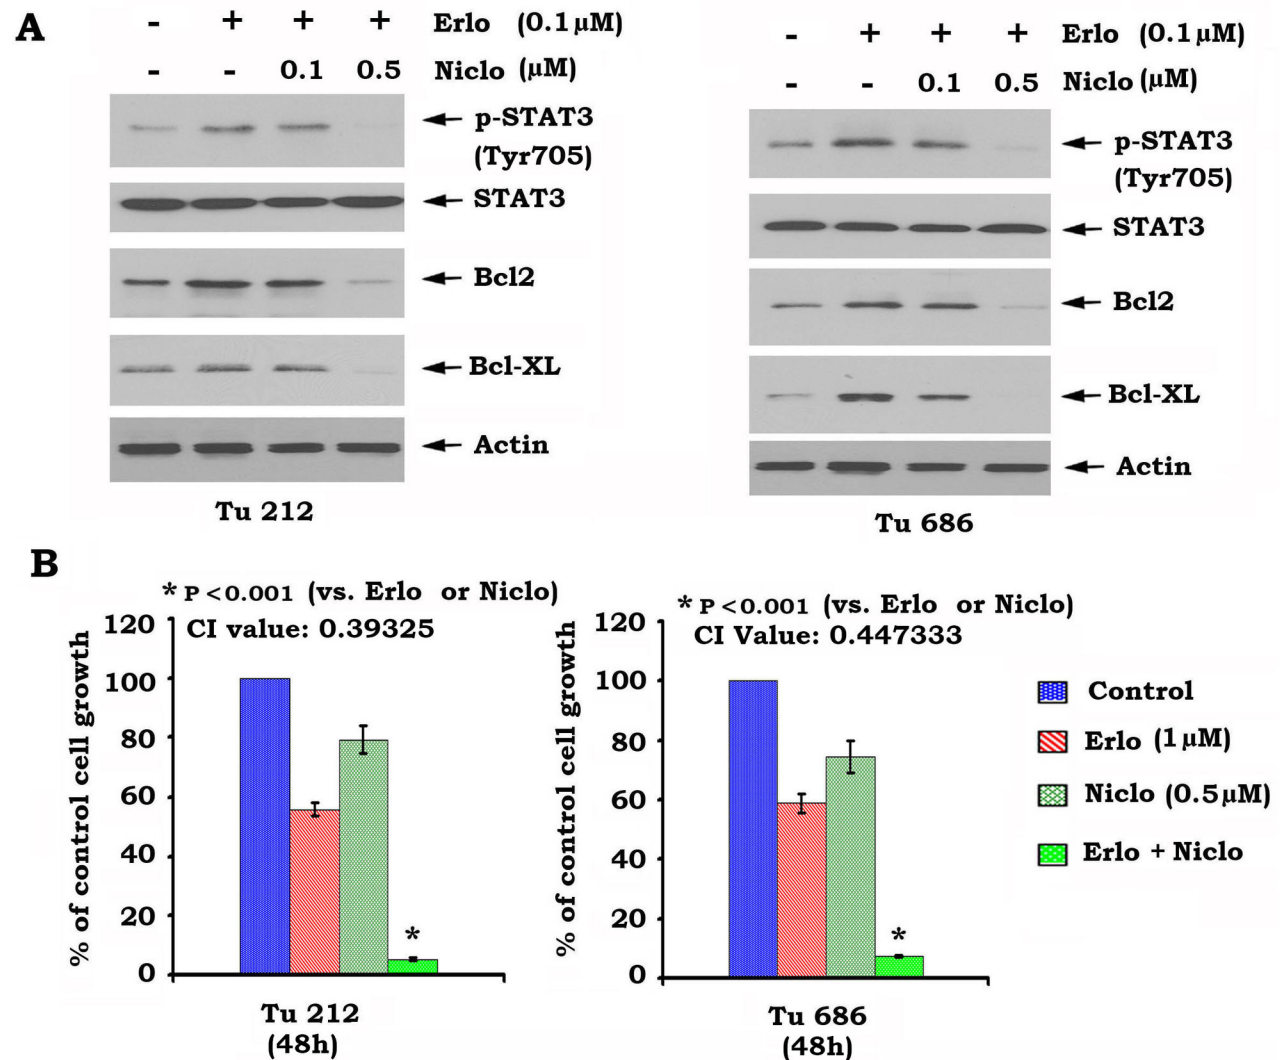 A
- + + + Erlo (0.1 µM)
- - 0.1 0.5 Niclo (µM)
p-STAT3
(Tyr705)
STAT3
Bcl2
Bcl-XL
Actin
Tu 212
- + + + Erlo (0.1 µM)
- - 0.1 0.5 Niclo (µM)
p-STAT3
(Tyr705)
STAT3
Bcl2
Bcl-XL
Actin
Tu 686
B
* P < 0.001 (vs. Erlo or Niclo)
CI value: 0.39325
% of control cell growth
120
100
80
60
40
20
0
*
Tu 212
(48h)
* P < 0.001 (vs. Erlo or Niclo)
CI Value: 0.447333
% of control cell growth
120
100
80
60
40
20
0
*
Tu 686
(48h)
Control
Erlo (1 µM)
Niclo (0.5 µM)
Erlo + Niclo